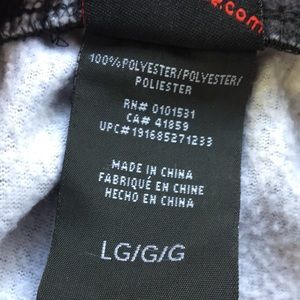 .com
100%POLYESTER/POLYESTER/
POLIESTER
RN# 0101531
CA# 41859
UPC#191685271233
MADE IN CHINA
FABRIQUÉ EN CHINE
HECHO EN CHINA
LG/G/G